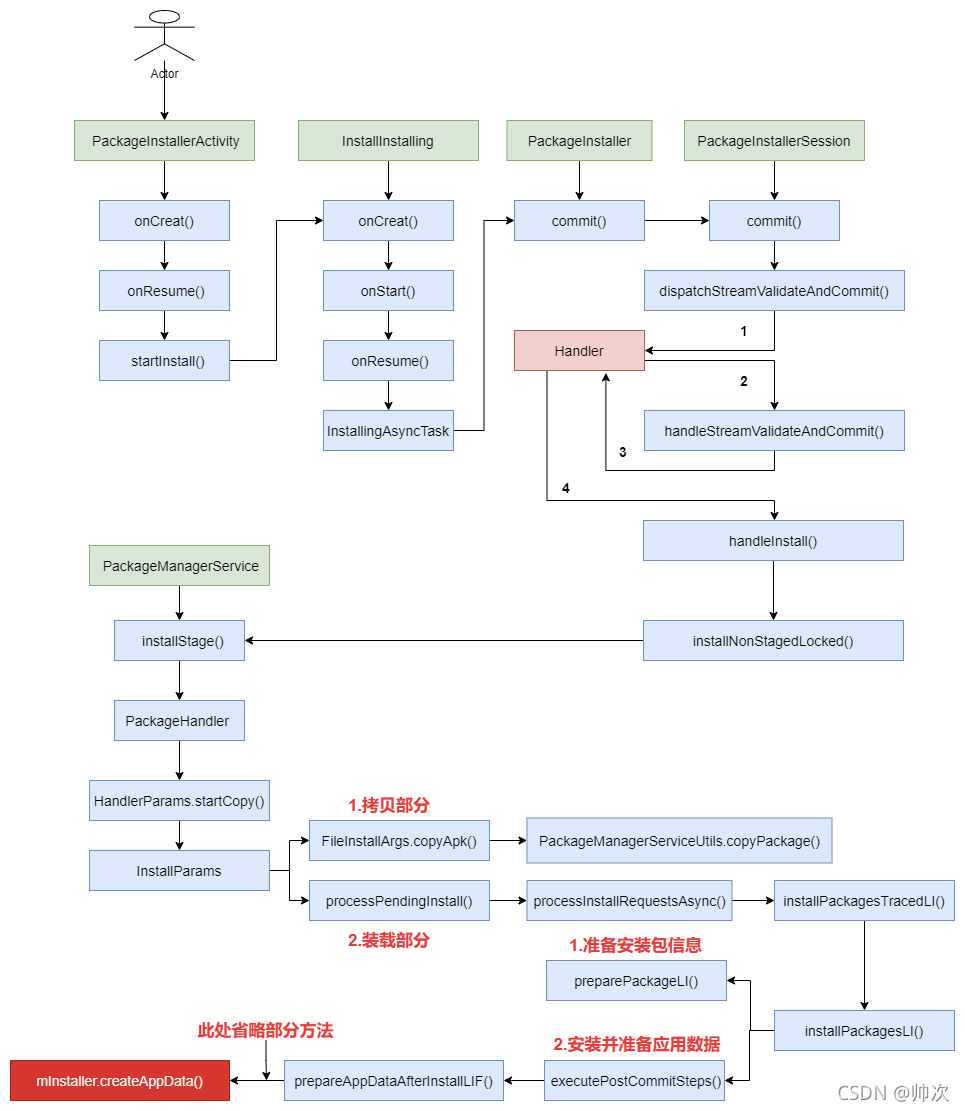 Actor
PackageInstallerActivity
InstallInstalling
PackageInstaller
PackageInstallerSession
onCreat()
onCreat()
commit()
commit()
onResume()
onStart()
dispatchStreamValidateAndCommit()
1
startInstall()
onResume()
Handler
2
InstallingAsyncTask
handleStreamValidateAndCommit()
3
4
handleInstall()
PackageManagerService
installStage()
installNonStagedLocked()
PackageHandler
HandlerParams.startCopy()
1.拷贝部分
FileInstallArgs.copyApk()
PackageManagerServiceUtils.copyPackage()
InstallParams
processPendingInstall()
processInstallRequestsAsync()
installPackagesTracedLI()
2.装载部分
1.准备安装包信息
preparePackageLI()
此处省略部分方法
installPackagesLI()
2.安装并准备应用数据
mInstaller.createAppData()
prepareAppDataAfterInstallLIF()
executePostCommitSteps()
CSDN @帅次